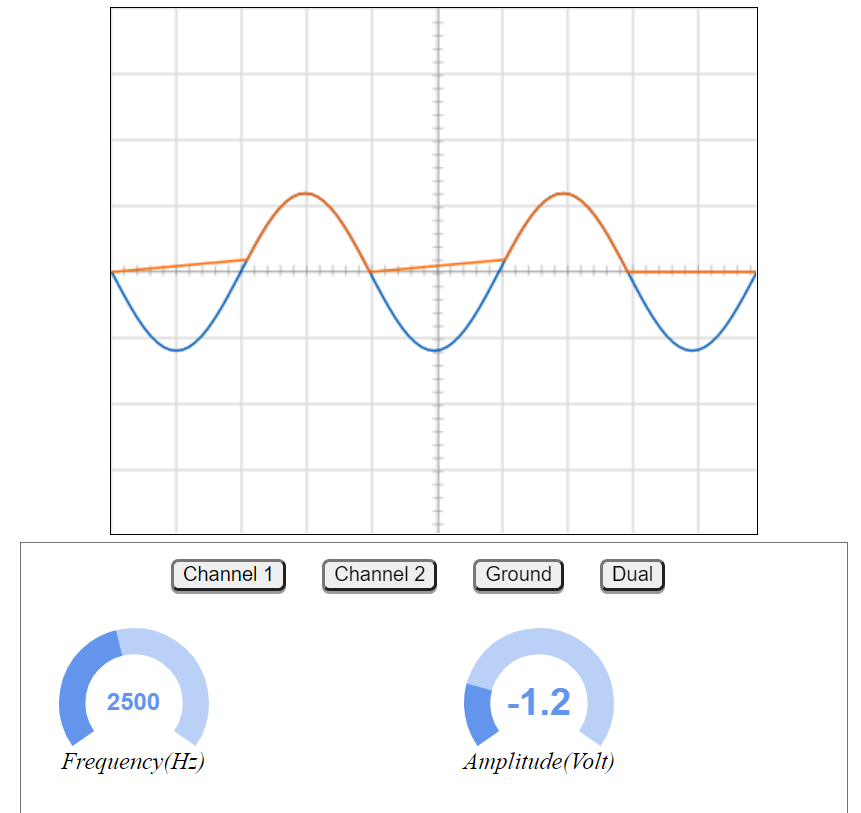 Channel 1 Channel 2 Ground Dual
2500 -1.2
Frequency(Hz) Amplitude(Volt)